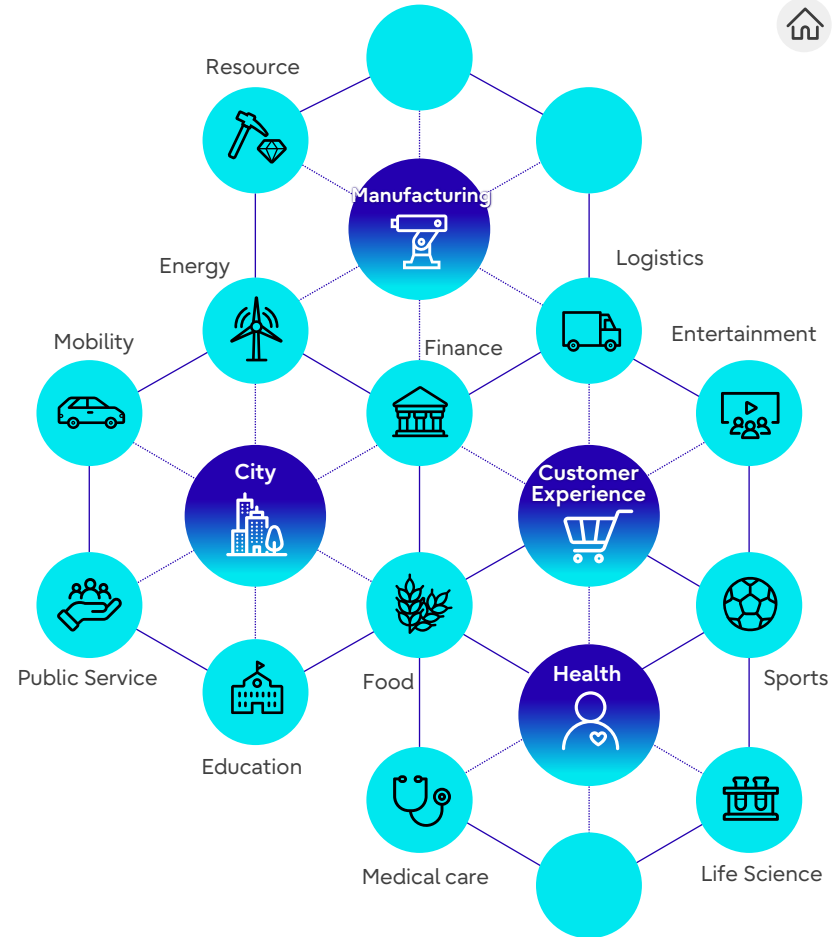 Resource
Manufacturing
Logistics
Energy
Entertainment
Mobility
Finance
City
Customer
Experience
Public Service
Food
Health
Sports
Education
Medical care
Life Science